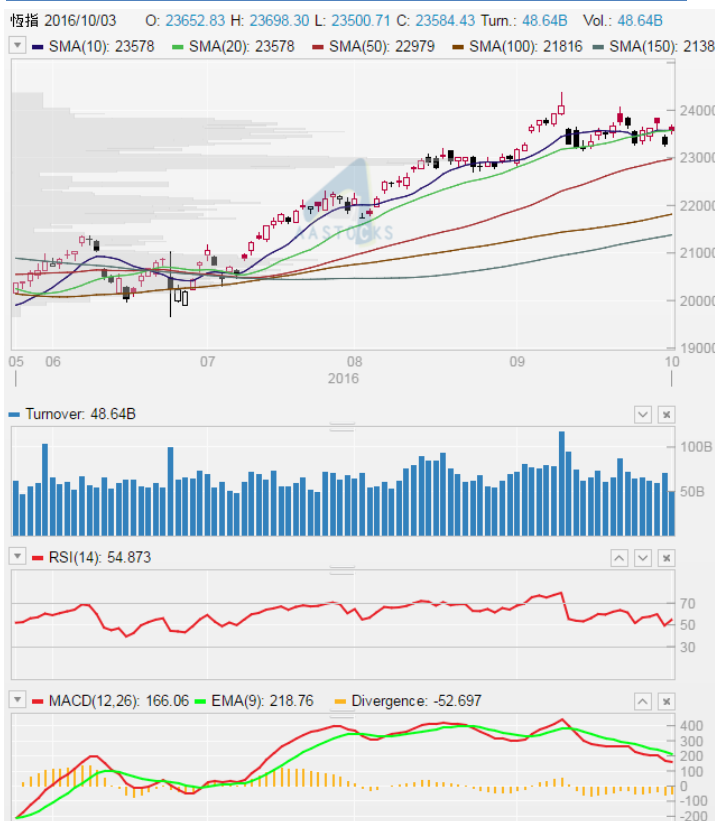 恆指 2016/10/03 O: 23652.83 H: 23698.30 L: 23500.71 C: 23584.43 Turn.: 48.64B Vol.: 48.64B
SMA(10): 23578 SMA(20): 23578 SMA(50): 22979 SMA(100): 21816 SMA(150): 2138
24000
23000
22000
21000
20000
19000
AASTOCKS
05 06 07 08 09 10
2016
Turnover: 48.64B
100B
50B
RSI(14): 54.873
70
50
30
MACD(12,26): 166.06 EMA(9): 218.76 Divergence: -52.697
400
300
200
100
0
-100
-200